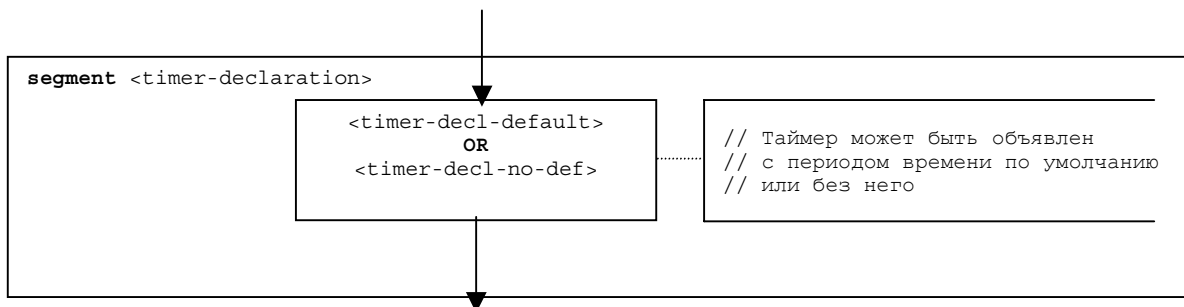 segment <timer-declaration>
<timer-decl-default>
OR
<timer-decl-no-def>
// Таймер может быть объявлен
// с периодом времени по умолчанию
// или без него